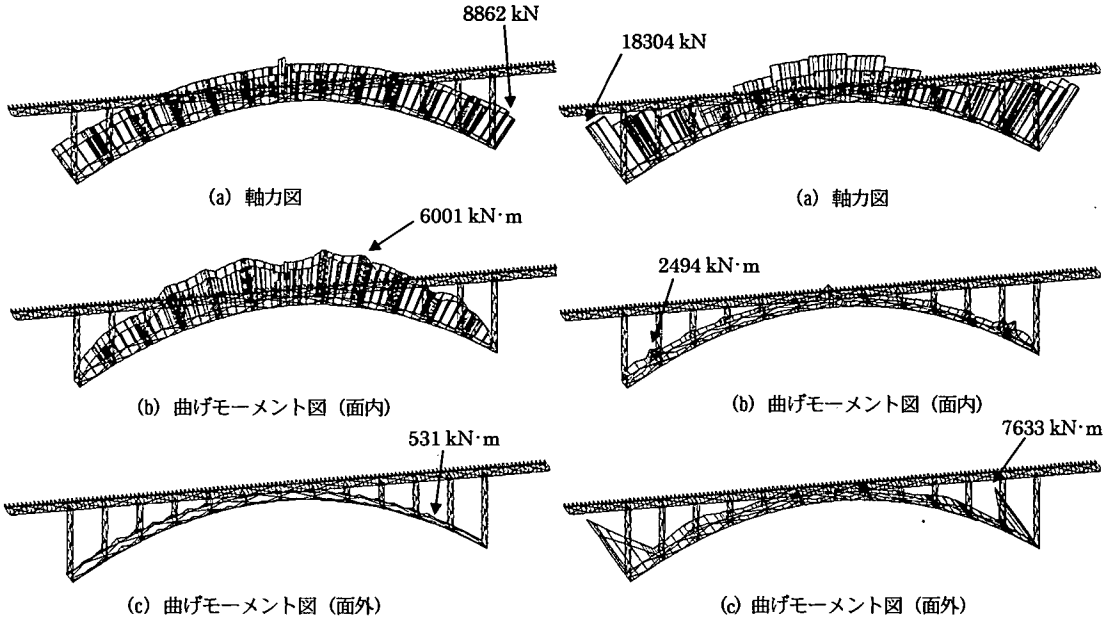 8862 kN
(a) 軸力図
6001 kN·m
(b) 曲げモーメント図（面内）
531 kN·m
(c) 曲げモーメント図（面外）
18304 kN
(a) 軸力図
2494 kN·m
(b) 曲げモーメント図（面内）
7633 kN·m
(c) 曲げモーメント図（面外）